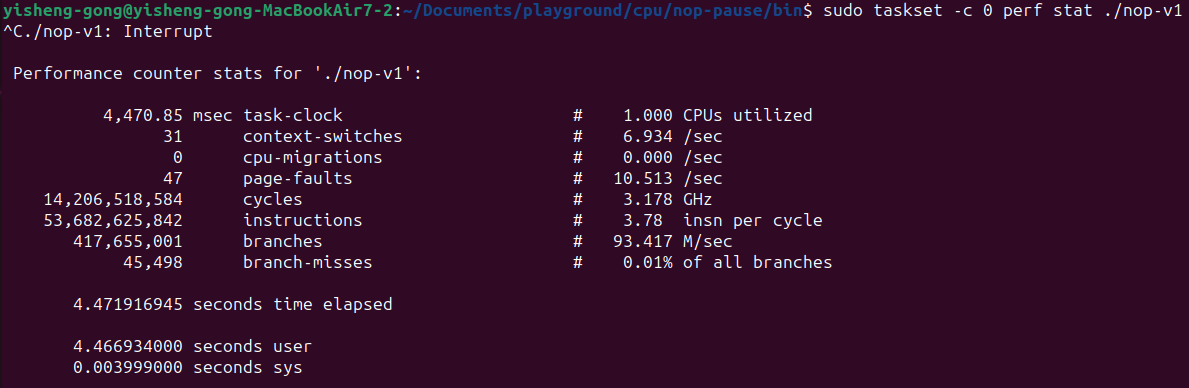 yisheng-gong@yisheng-gong-MacBookAir7-2:~/Documents/playground/cpu/nop-pause/bin$ sudo taskset -c 0 perf stat ./nop-v1
^C./nop-v1: Interrupt
Performance counter stats for './nop-v1':
4,470.85 msec task-clock # 1.000 CPUs utilized
31 context-switches # 6.934 /sec
0 cpu-migrations # 0.000 /sec
47 page-faults # 10.513 /sec
14,206,518,584 cycles # 3.178 GHz
53,682,625,842 instructions # 3.78 insn per cycle
417,655,001 branches # 93.417 M/sec
45,498 branch-misses # 0.01% of all branches
4.471916945 seconds time elapsed
4.466934000 seconds user
0.003999000 seconds sys